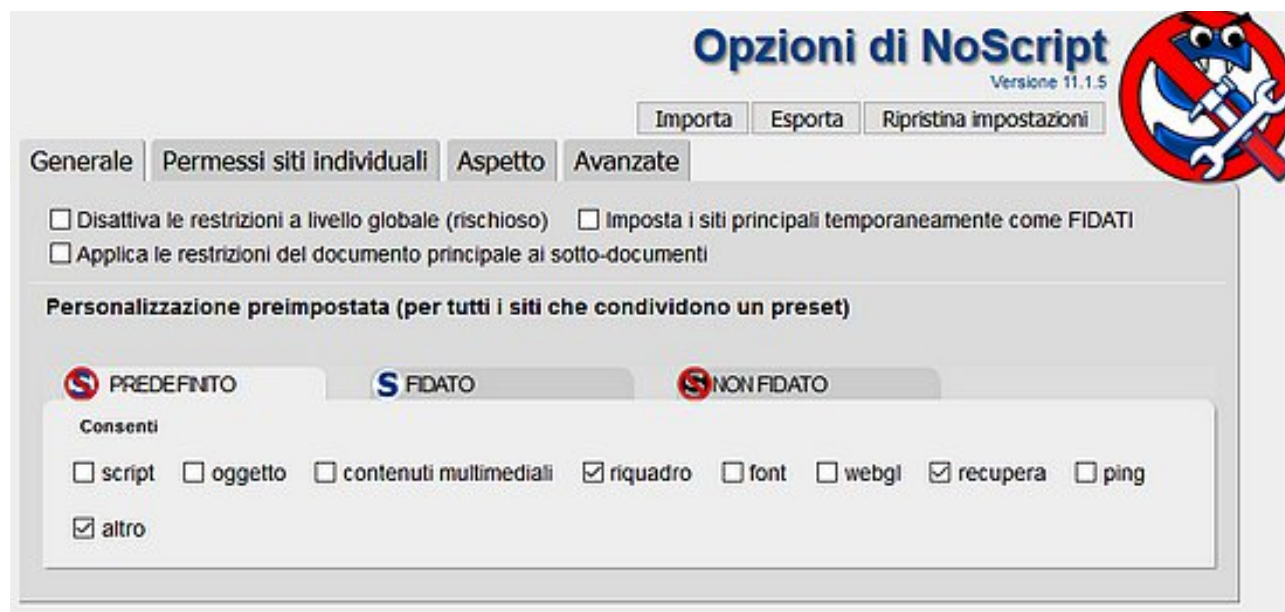 Opzioni di NoScript
Versione 11.1.5
Importa Esporta Ripristina impostazioni
Generale Permessi siti individuali Aspetto Avanzate
Disattiva le restrizioni a livello globale (rischioso) Imposta i siti principali temporaneamente come FIDATI
Applica le restrizioni del documento principale ai sotto-documenti
Personalizzazione preimpostata (per tutti i siti che condividono un preset)
S PREDEFINITO S FIDATO S NON FIDATO
Consenti
script oggetto contenuti multimediali riquadro font webgl recupera ping
altro